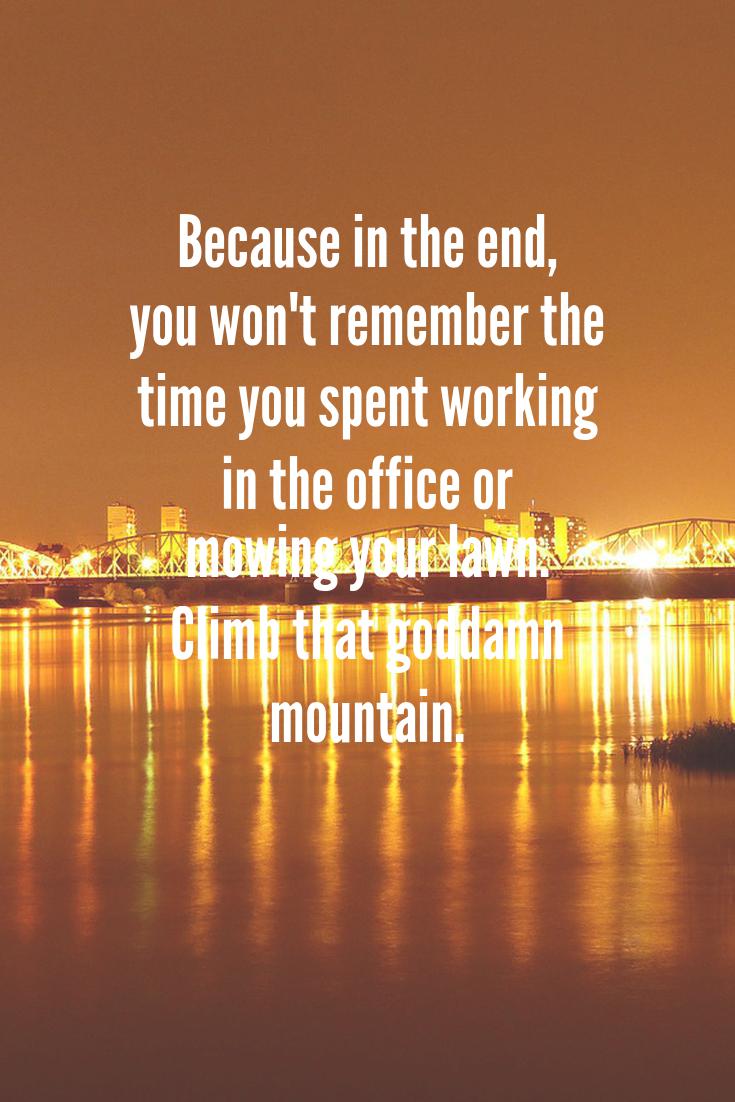 Because in the end,
you won't remember the
time you spent working
in the office or
mowing your lawn.
Climb that goddamn
mountain.